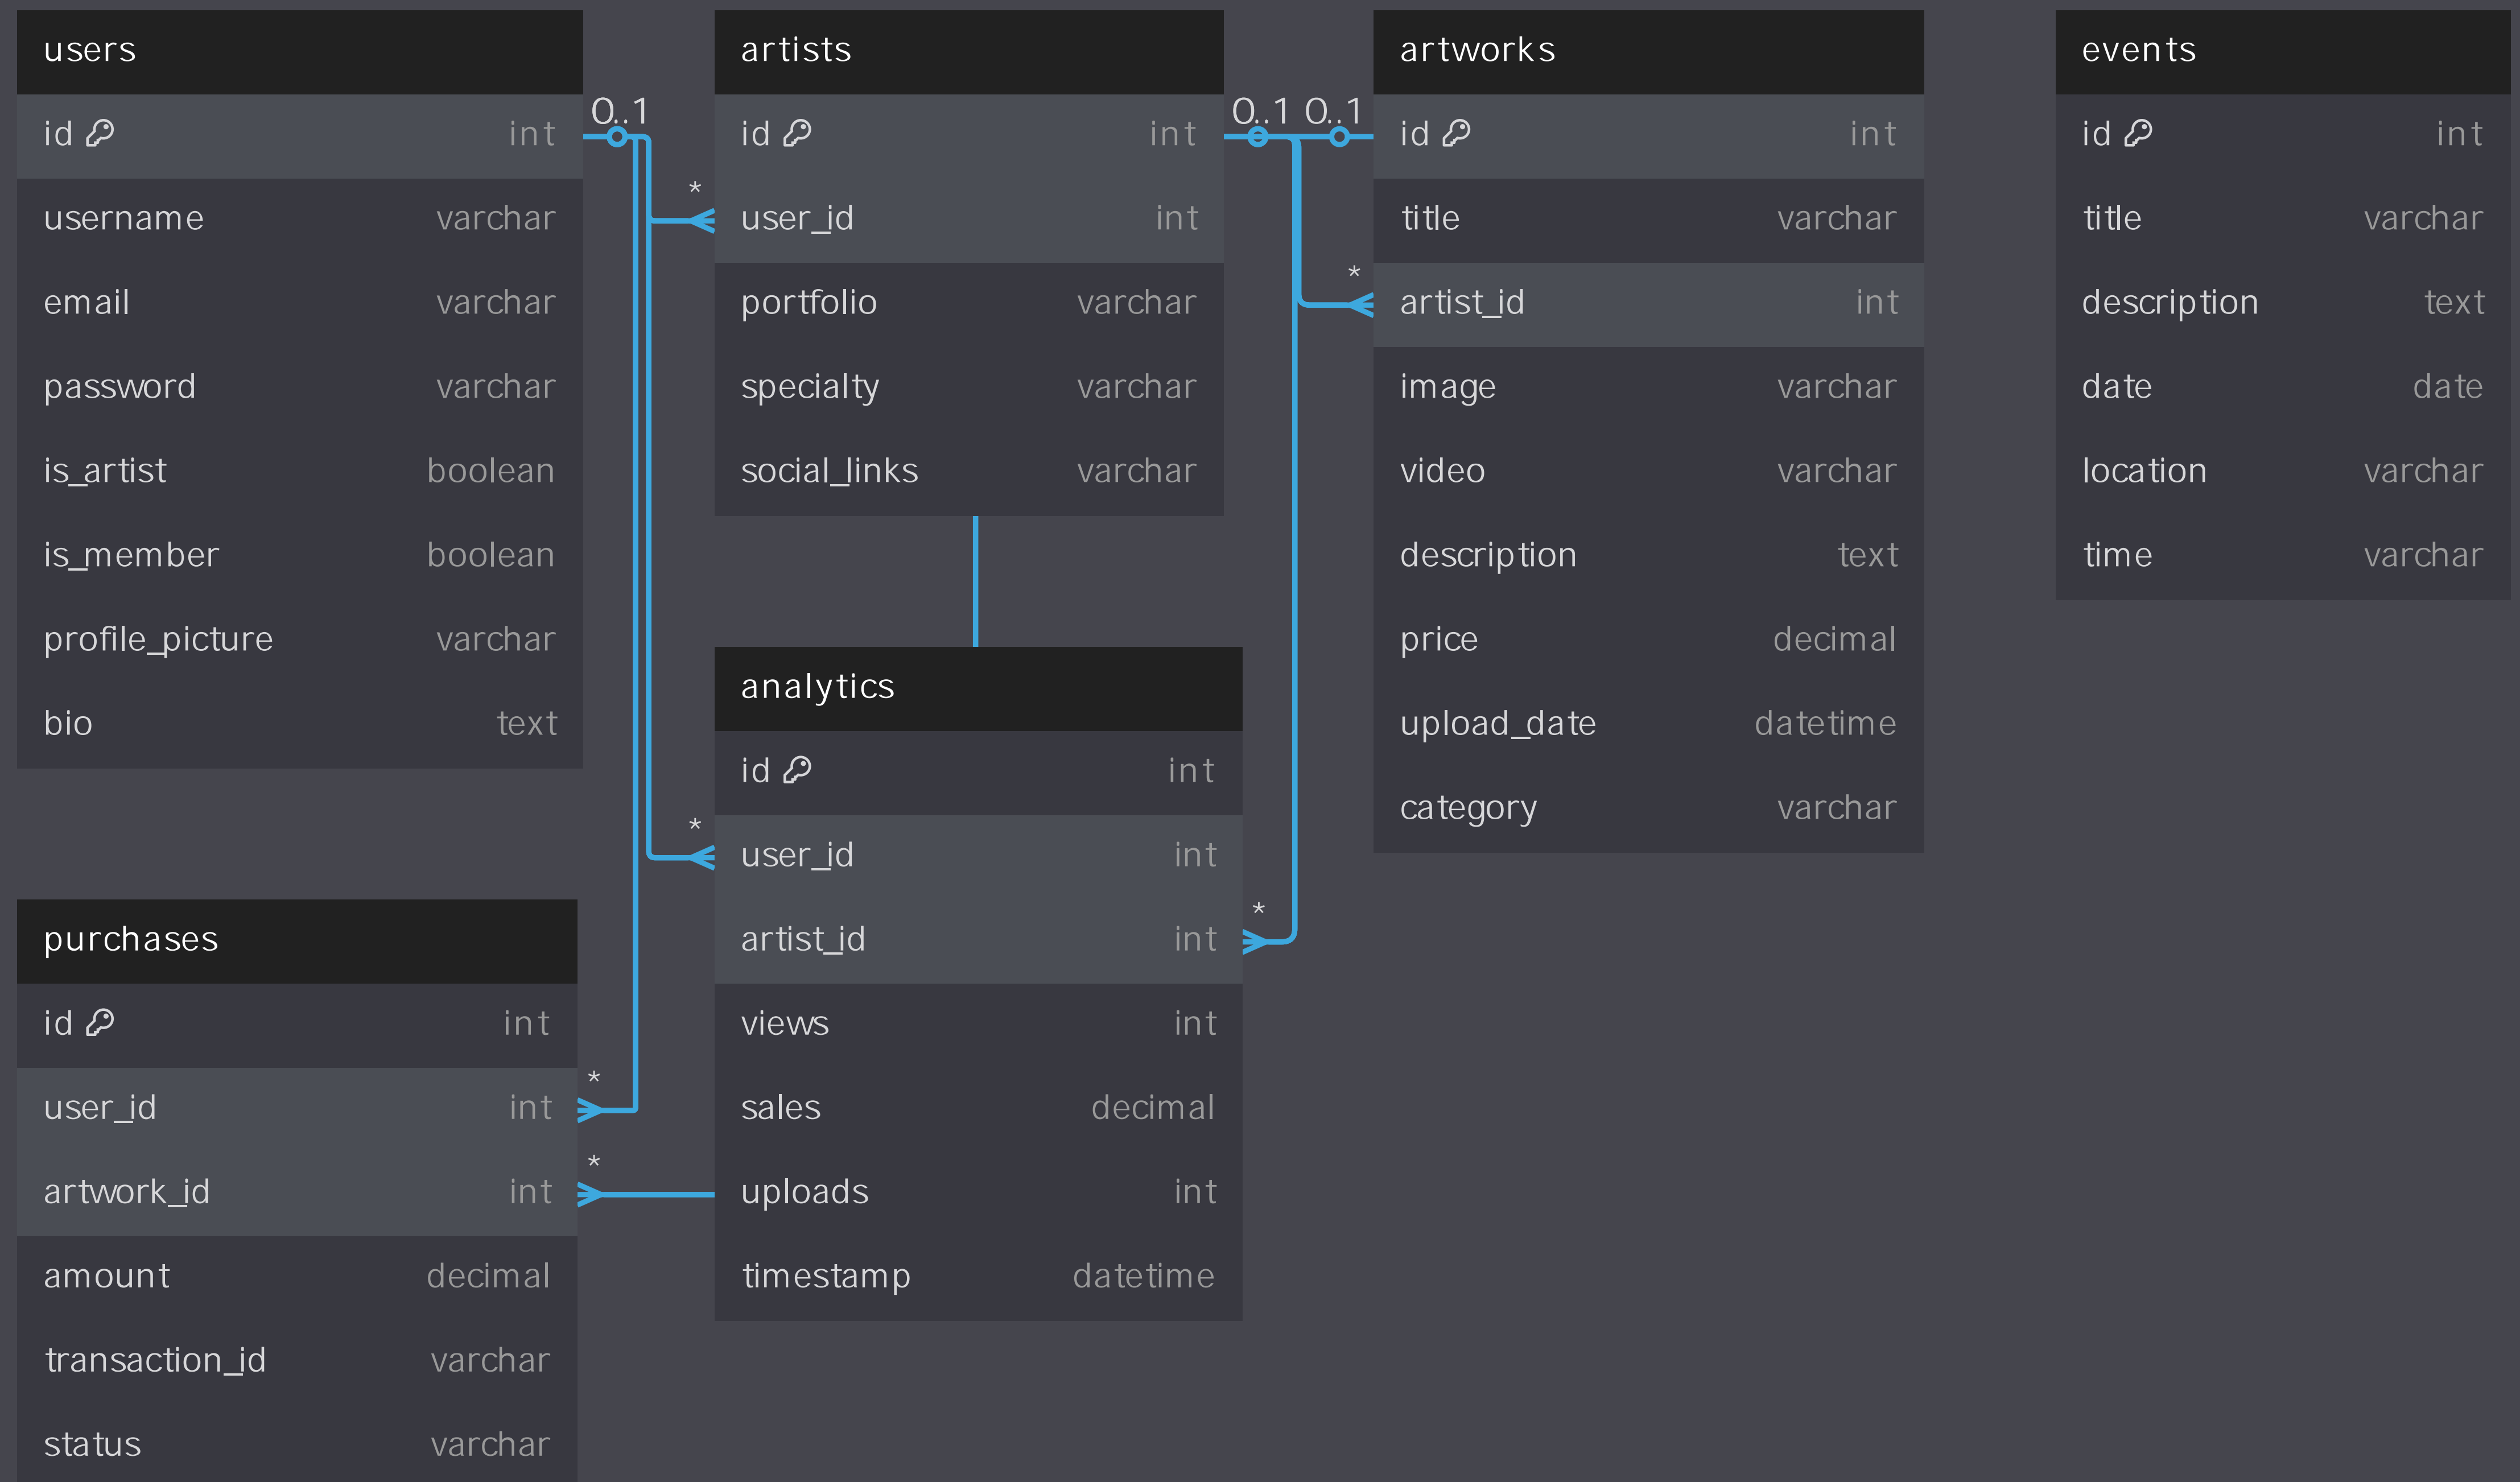 users
id int
username varchar
email varchar
password varchar
is_artist boolean
is_member boolean
profile_picture varchar
bio text
0..1
*
*
artists
id int
user_id int
portfolio varchar
specialty varchar
social_links varchar
0..1 0..1
*
*
artworks
id int
title varchar
artist_id int
image varchar
video varchar
description text
price decimal
upload_date datetime
category varchar
events
id int
title varchar
description text
date date
location varchar
time varchar
analytics
id int
user_id int
artist_id int
views int
sales decimal
uploads int
timestamp datetime
purchases
id int
user_id int
artwork_id int
amount decimal
transaction_id varchar
status varchar
*
*